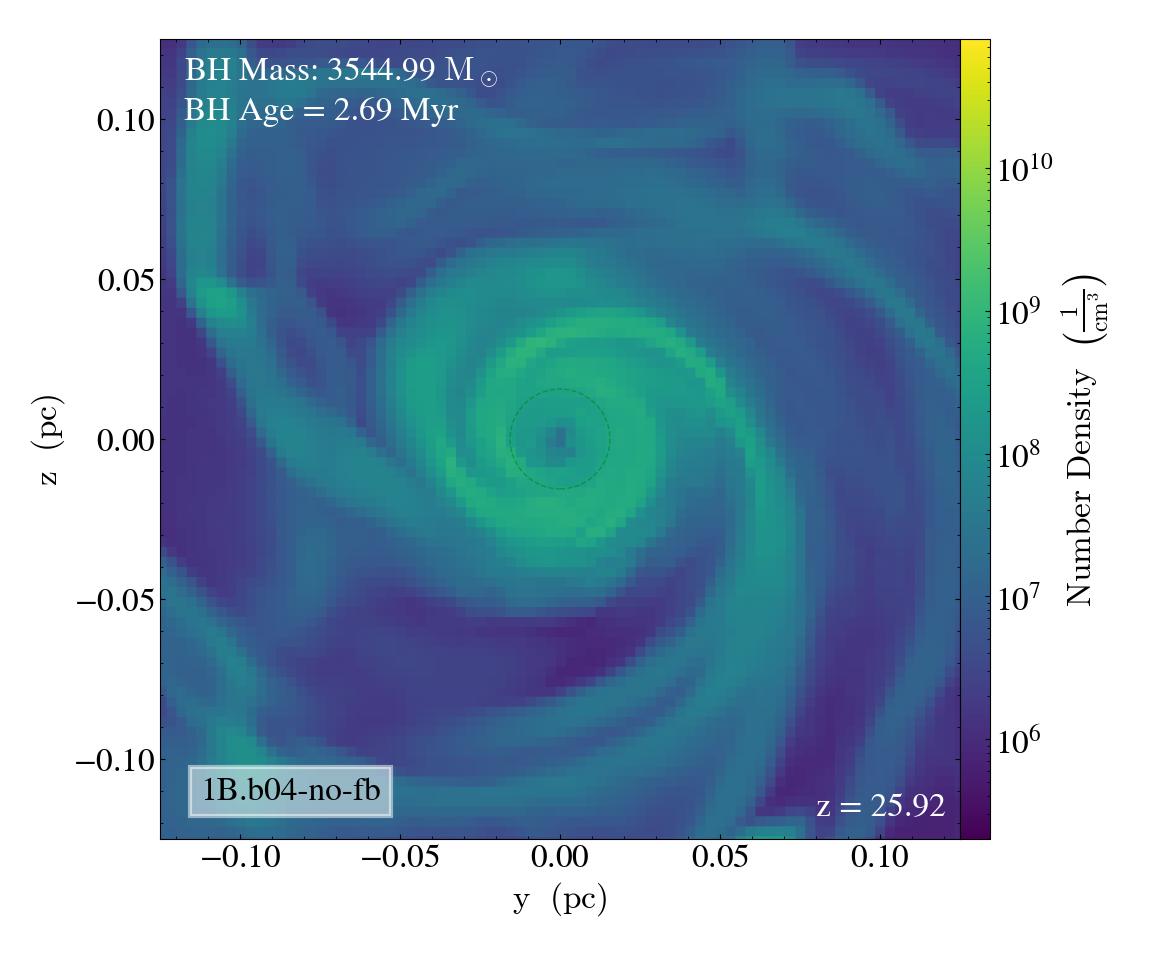 BH Mass: 3544.99 M⊙
BH Age = 2.69 Myr
0.10
0.05
0.00
−0.05
−0.10
z (pc)
1B.b04-no-fb
z = 25.92
−0.10 −0.05 0.00 0.05 0.10
y (pc)
10¹⁰
10⁹
10⁸
10⁷
10⁶
Number Density (1/cm³)